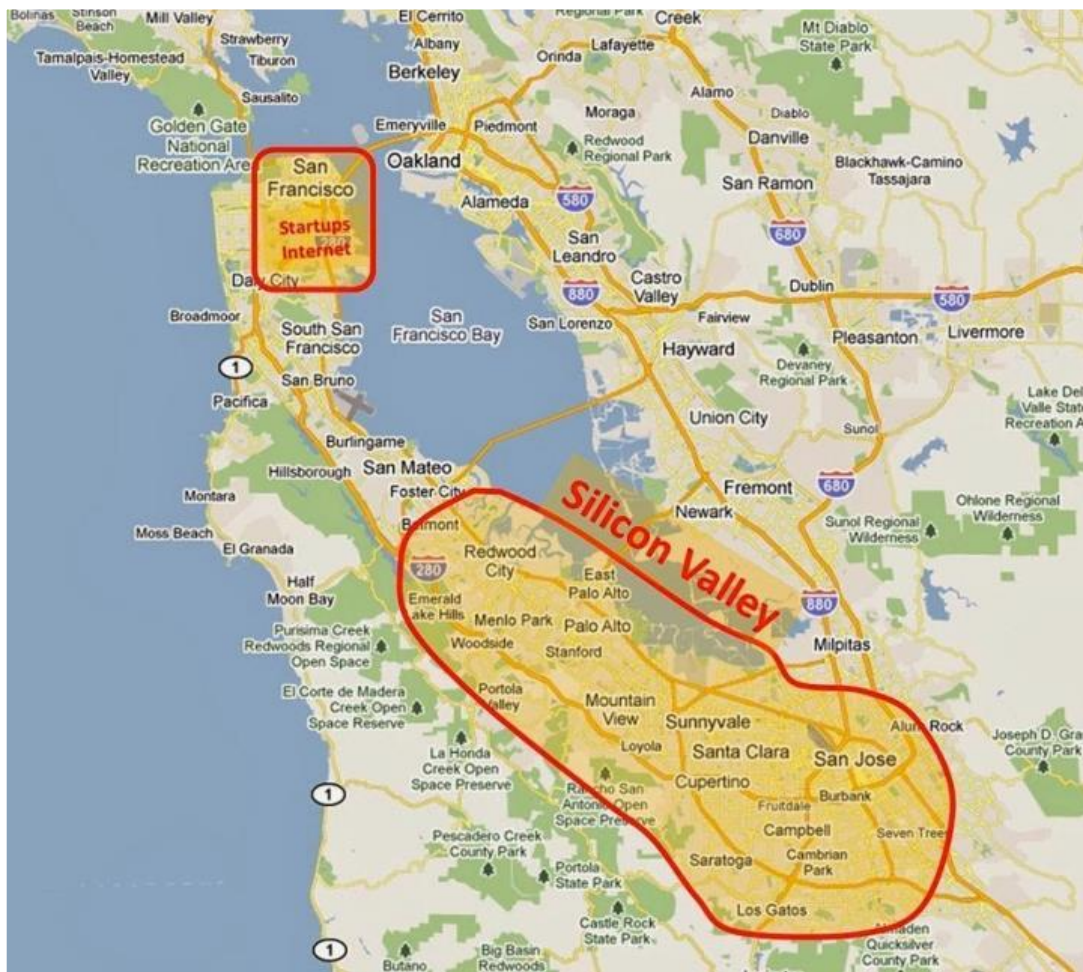 Bolinas
Stinson
Beach
Mill Valley
Strawberry
Tiburon
Tamalpais-Homestead
Valley
Sausalito
Golden Gate
National
Recreation Area
El Cerrito
Albany
Berkeley
Regional Park
Creek
Orinda
Lafayette
Mt Diablo
State Park
Alamo
Diablo
Moraga
Danville
Emeryville
Piedmont
Redwood
Regional Park
Oakland
Blackhawk-Camino
Tassajara
San Ramon
Alameda
580
680
San
Francisco
Startups
Internet
280
Daly City
San
Leandro
Castro
Valley
880
Dublin
580
Broadmoor
South San
Francisco
San
Francisco Bay
San Lorenzo
Fairview
Pleasanton
Livermore
Hayward
1
San Bruno
Pacifica
Devaney
Regional Park
Union City
Sunol
Burlingame
Hillsborough
San Mateo
Foster City
Montara
Moss Beach
El Granada
Half
Moon Bay
Belmont
Fremont
680
Newark
Sunol Regional
Wilderness
Ohlone Regional
Wilderness
Silicon Valley
Redwood
City
280
East
Palo Alto
880
Emerald
Lake Hills
Menlo Park
Palo Alto
Milpitas
Purisima Creek
Redwoods Regional
Open Space
Woodside
Stanford
El Corte de Madera
Creek Open
Space Reserve
Portola
Valley
Mountain
View
Sunnyvale
Alum Rock
La Honda
Creek Open
Space Preserve
Loyola
Santa Clara
San Jose
1
Rancho San
Antonio Open
Space Preserve
Cupertino
Fruitdale
Burbank
Campbell
Seven Trees
Pescadero Creek
County Park
Portola
State Park
Saratoga
Cambrian
Park
Castle Rock
State Park
Los Gatos
Quicksilver
County Park
1
Butano
Big Basin
Redwoods